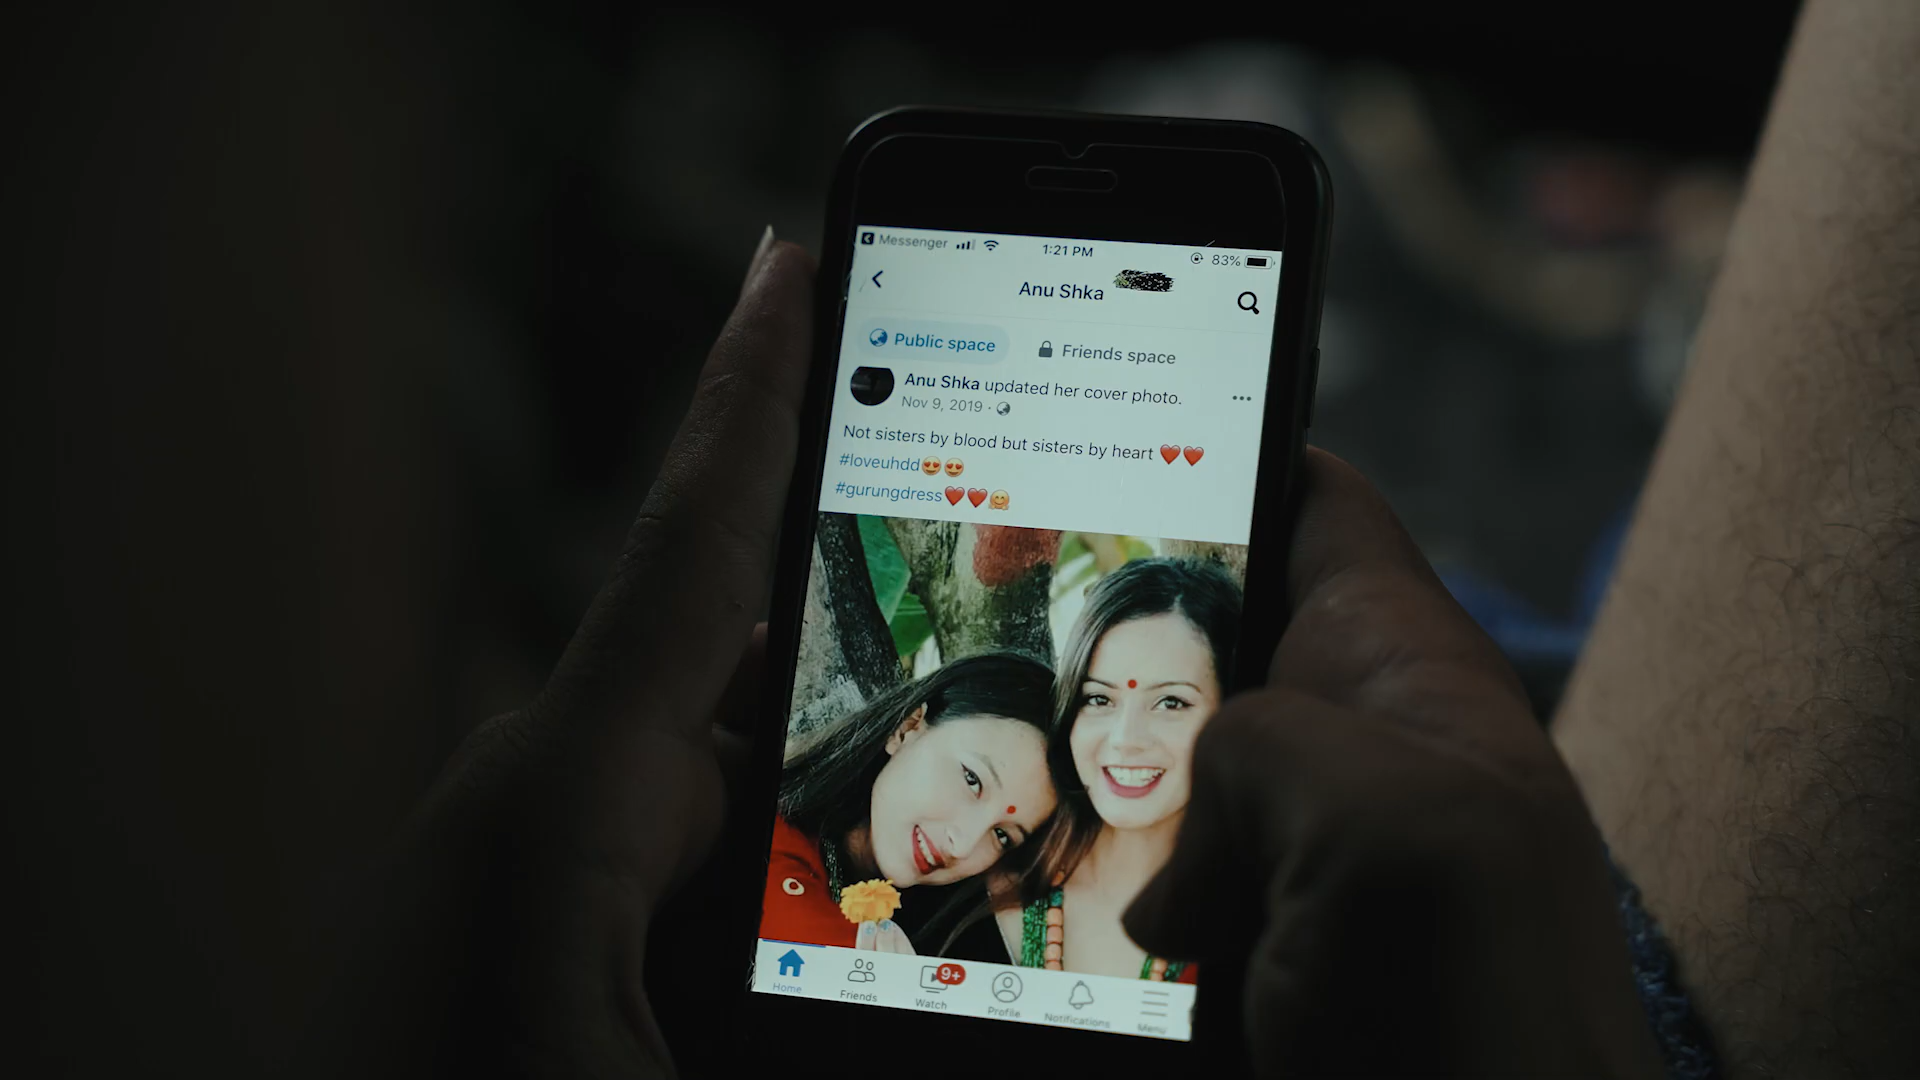 Messenger 1:21 PM 83%
Anu Shka
Public space Friends space
Anu Shka updated her cover photo.
Nov 9, 2019 ·
Not sisters by blood but sisters by heart ❤️❤️
#loveuhdd😍😍
#gurungdress❤️❤️🤗
9+
Home Friends Watch Profile Notifications Menu